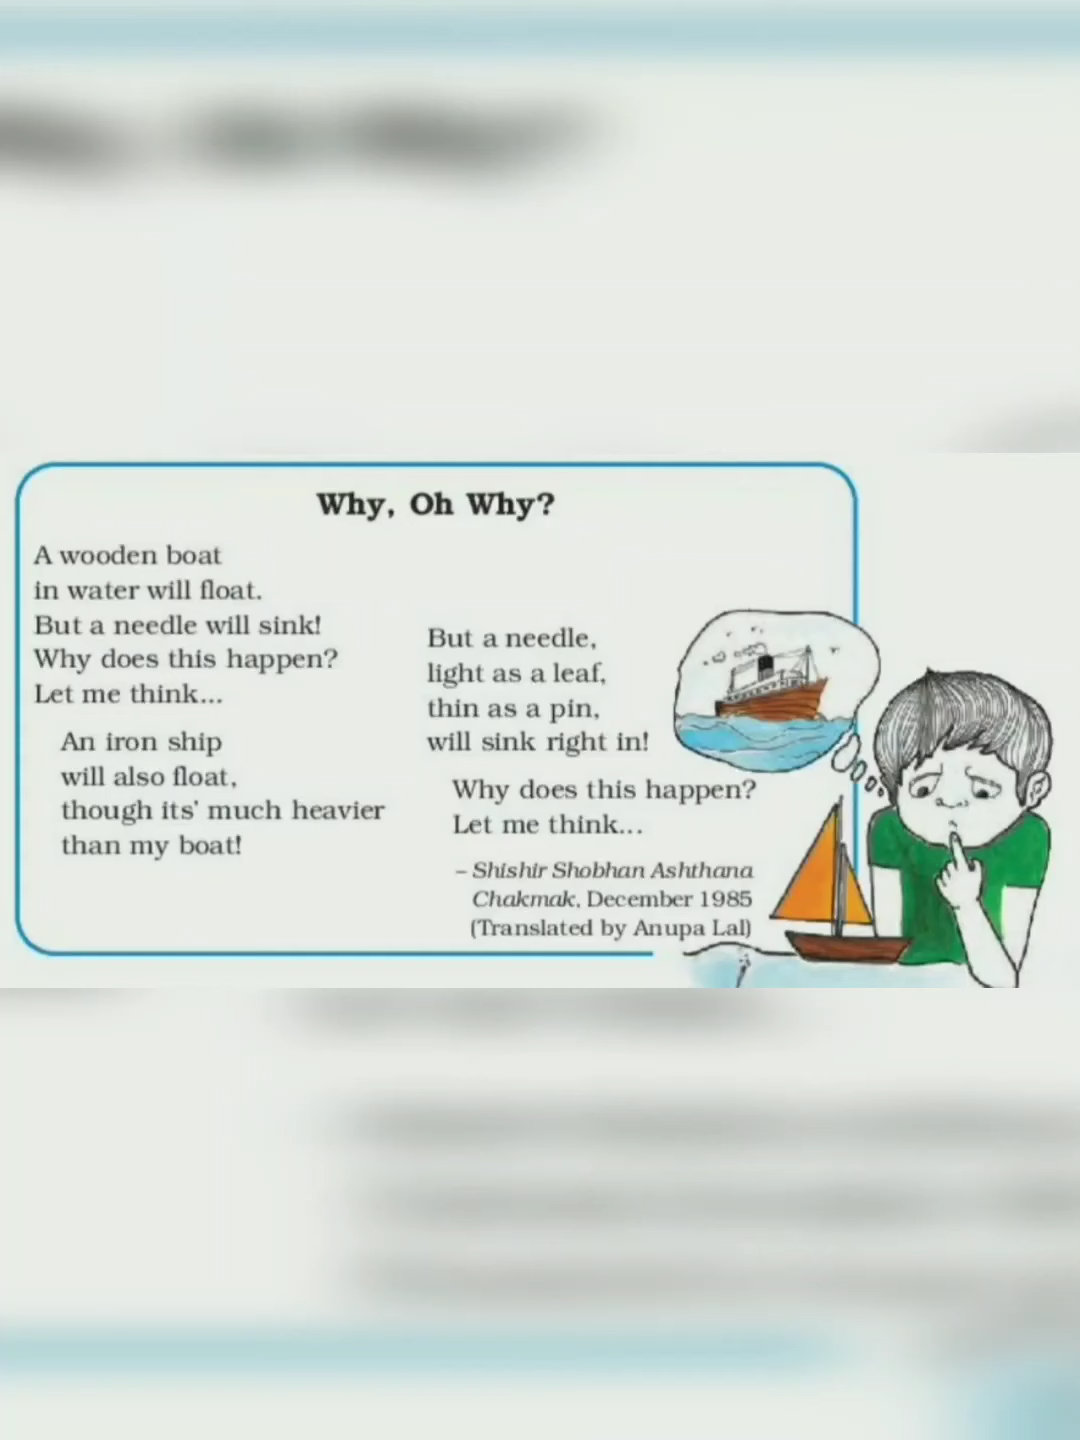 Why, Oh Why?
A wooden boat
in water will float.
But a needle will sink!
Why does this happen?
Let me think...
An iron ship
will also float,
though its' much heavier
than my boat!
But a needle,
light as a leaf,
thin as a pin,
will sink right in!
Why does this happen?
Let me think...
– Shishir Shobhan Ashthana
Chakmak, December 1985
(Translated by Anupa Lal)